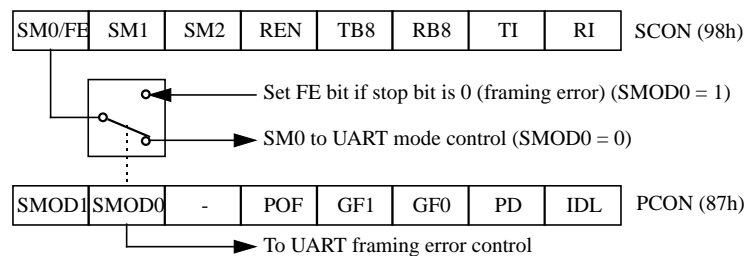 SM0/FE SM1 SM2 REN TB8 RB8 TI RI SCON (98h)
Set FE bit if stop bit is 0 (framing error) (SMOD0 = 1)
SM0 to UART mode control (SMOD0 = 0)
SMOD1 SMOD0 - POF GF1 GF0 PD IDL PCON (87h)
To UART framing error control